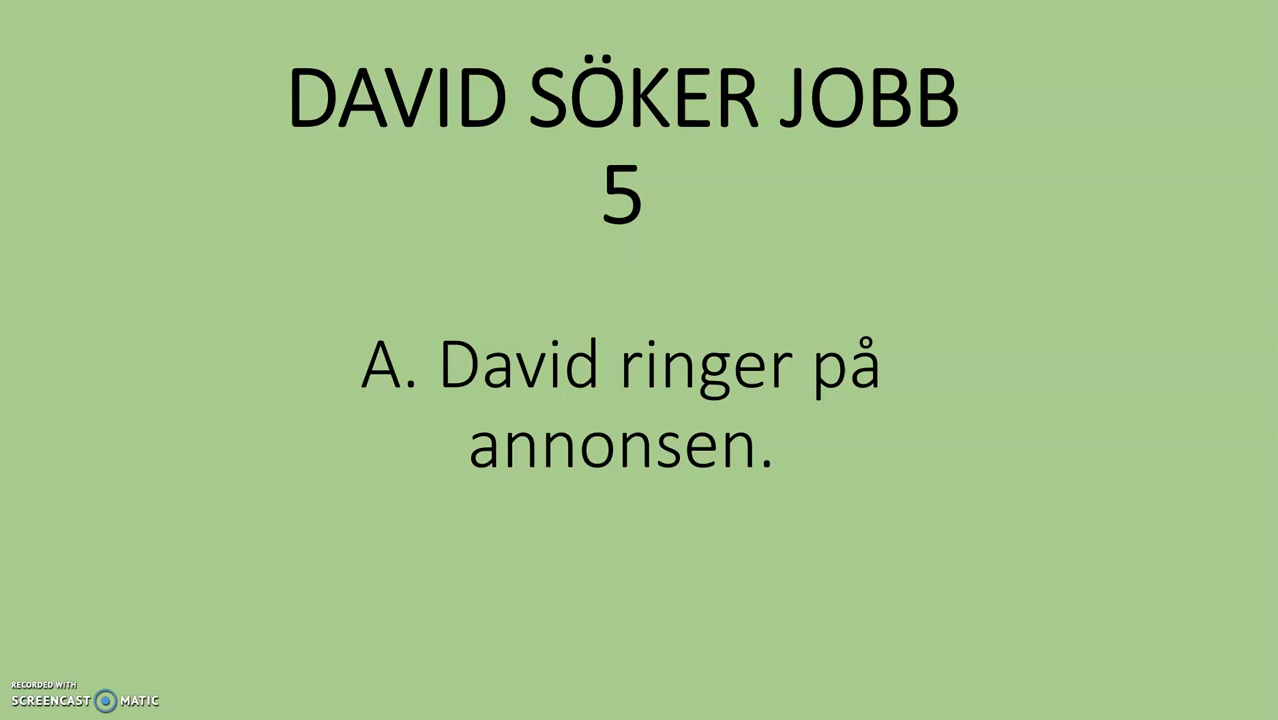 DAVID SÖKER JOBB
5
A. David ringer på
annonsen.
RECORDED WITH
SCREENCAST MATIC